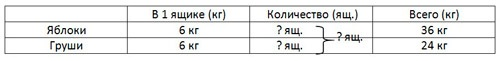 В 1 ящике (кг) Количество (ящ.) Всего (кг)
Яблоки 6 кг ? ящ. ? ящ. 36 кг
Груши 6 кг ? ящ. 24 кг